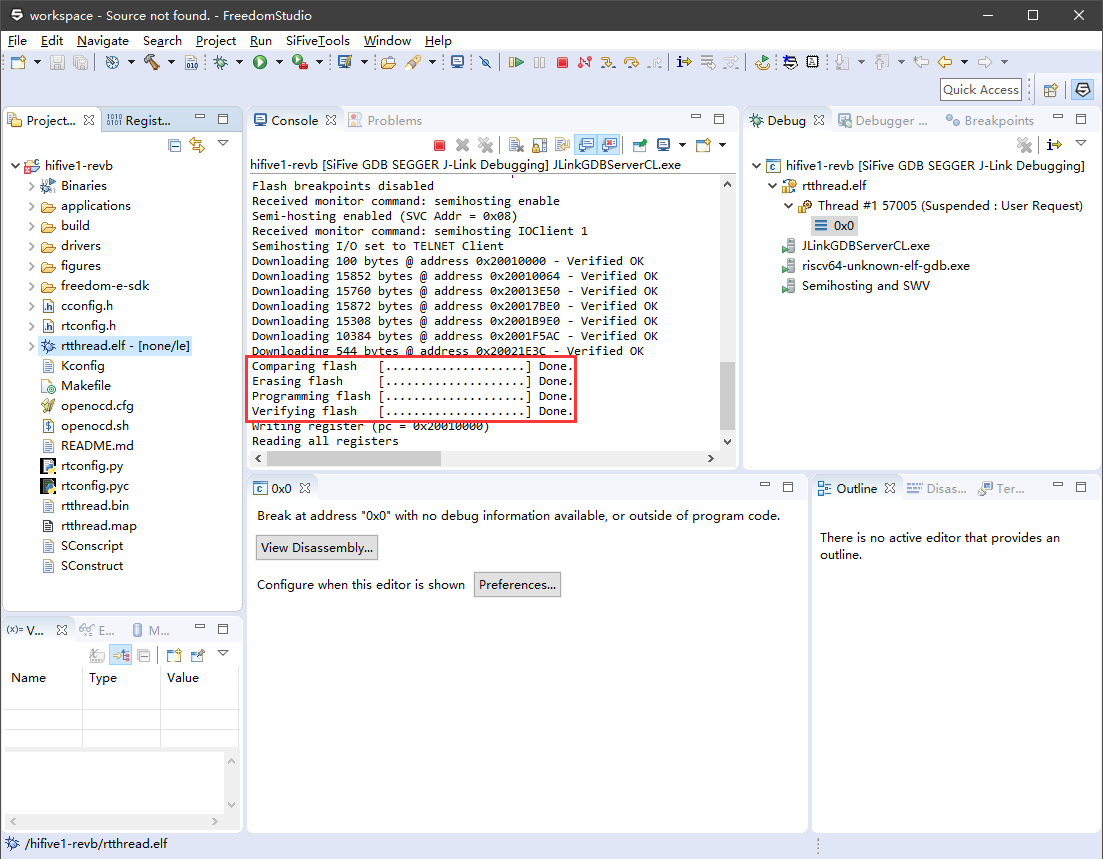 workspace - Source not found. - FreedomStudio
File Edit Navigate Search Project Run SiFiveTools Window Help
Quick Access
Project...
Regist...
hifive1-revb
Binaries
applications
build
drivers
figures
freedom-e-sdk
cconfig.h
rtconfig.h
rtthread.elf - [none/le]
Kconfig
Makefile
openocd.cfg
openocd.sh
README.md
rtconfig.py
rtconfig.pyc
rtthread.bin
rtthread.map
SConscript
SConstruct
Console
Problems
hifive1-revb [SiFive GDB SEGGER J-Link Debugging] JLinkGDBServerCL.exe
Flash breakpoints disabled
Received monitor command: semihosting enable
Semi-hosting enabled (SVC Addr = 0x08)
Received monitor command: semihosting IOClient 1
Semihosting I/O set to TELNET Client
Downloading 100 bytes @ address 0x20010000 - Verified OK
Downloading 15852 bytes @ address 0x20010064 - Verified OK
Downloading 15760 bytes @ address 0x20013E50 - Verified OK
Downloading 15872 bytes @ address 0x20017BE0 - Verified OK
Downloading 15308 bytes @ address 0x2001B9E0 - Verified OK
Downloading 10384 bytes @ address 0x2001F5AC - Verified OK
Downloading 544 bytes @ address 0x20021E3C - Verified OK
Comparing flash [....................] Done.
Erasing flash [....................] Done.
Programming flash [....................] Done.
Verifying flash [....................] Done.
Writing register (pc = 0x20010000)
Reading all registers
Debug
Debugger ...
Breakpoints
hifive1-revb [SiFive GDB SEGGER J-Link Debugging]
rtthread.elf
Thread #1 57005 (Suspended : User Request)
0x0
JLinkGDBServerCL.exe
riscv64-unknown-elf-gdb.exe
Semihosting and SWV
0x0
Break at address "0x0" with no debug information available, or outside of program code.
View Disassembly...
Configure when this editor is shown
Preferences...
Outline
Disas...
Ter...
There is no active editor that provides an
outline.
(x)= V...
E...
M...
Name
Type
Value
/hifive1-revb/rtthread.elf